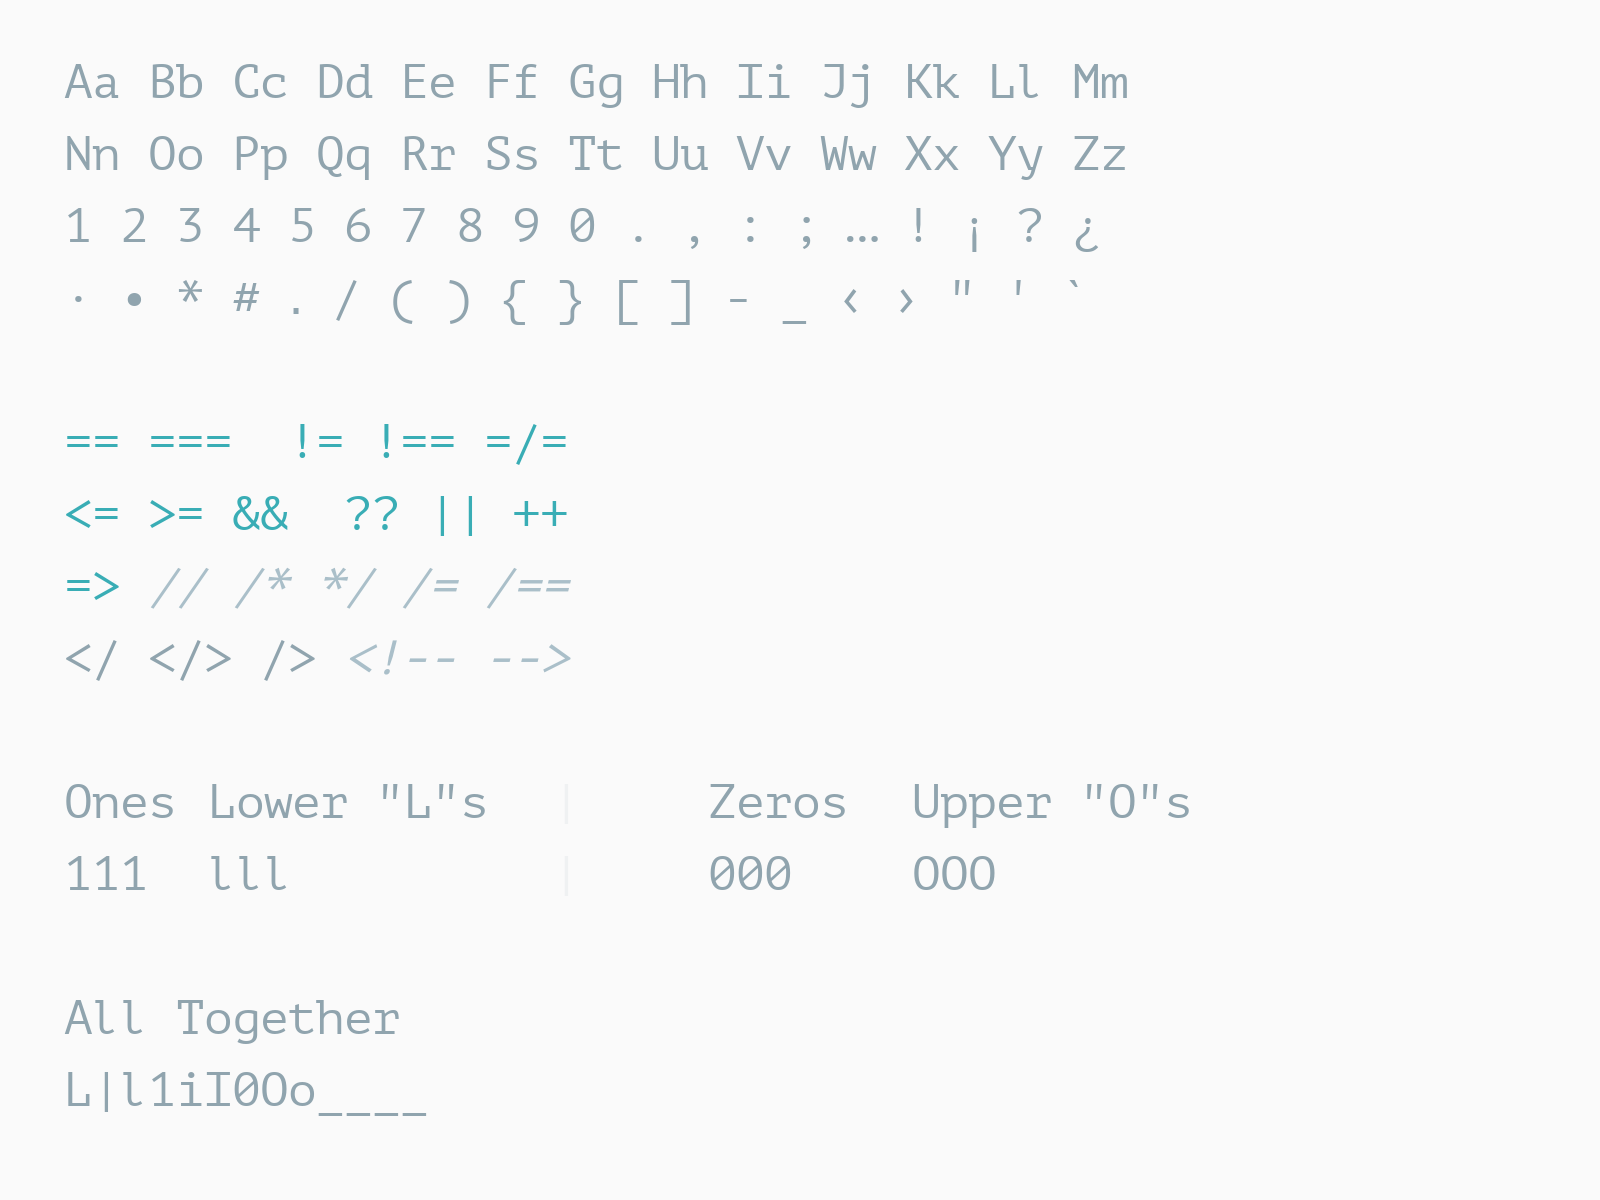 Aa Bb Cc Dd Ee Ff Gg Hh Ii Jj Kk Ll Mm
Nn Oo Pp Qq Rr Ss Tt Uu Vv Ww Xx Yy Zz
1 2 3 4 5 6 7 8 9 0 . , : ; … ! ¡ ? ¿
· • * # . / ( ) { } [ ] - _ ‹ › " ' `
== ===  != !== =/=
<= >= &&  ?? || ++
=> // /* */ /= /==
</ </> /> <!-- -->
Ones Lower "L"s | Zeros Upper "O"s
111 lll | 000 OOO
All Together
L|l1iI0Oo____